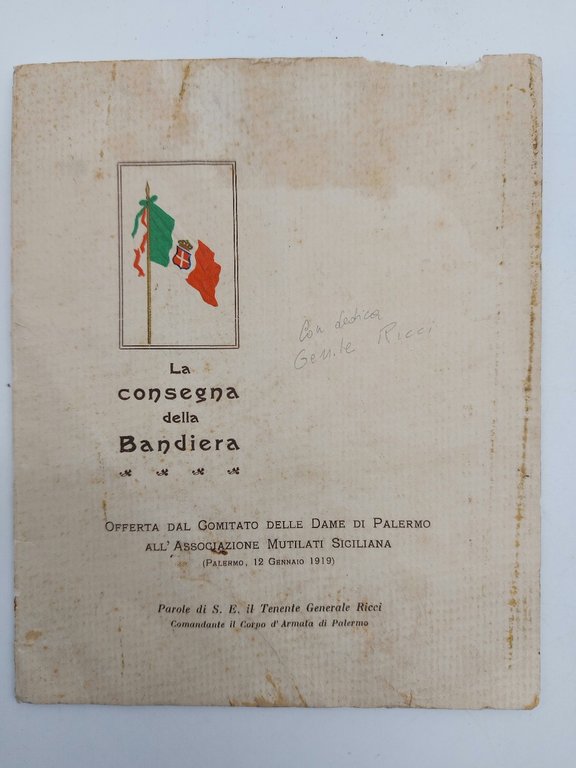 La
consegna
della
Bandiera
Con dedica
Gen.le Ricci
OFFERTA DAL COMITATO DELLE DAME DI PALERMO
ALL'ASSOCIAZIONE MUTILATI SICILIANA
(PALERMO, 12 GENNAIO 1919)
Parole di S. E. il Tenente Generale Ricci
Comandante il Corpo d'Armata di Palermo